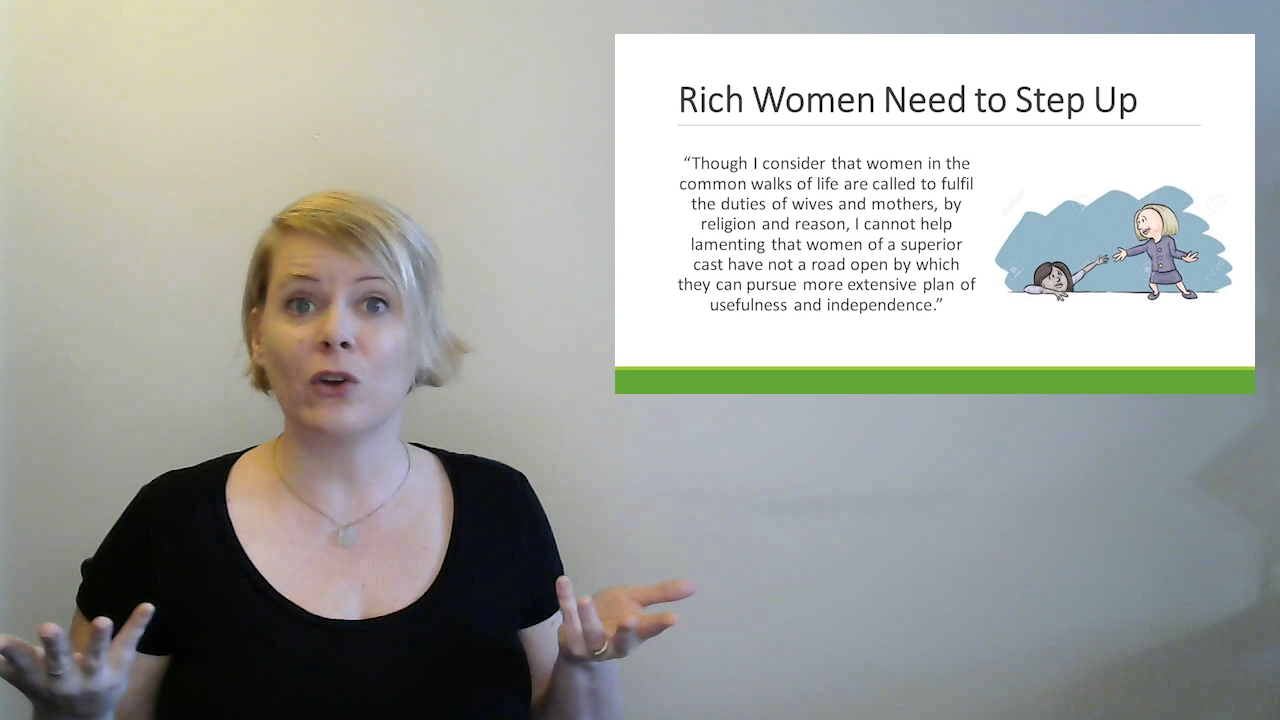 Rich Women Need to Step Up
“Though I consider that women in the
common walks of life are called to fulfil
the duties of wives and mothers, by
religion and reason, I cannot help
lamenting that women of a superior
cast have not a road open by which
they can pursue more extensive plan of
usefulness and independence.”